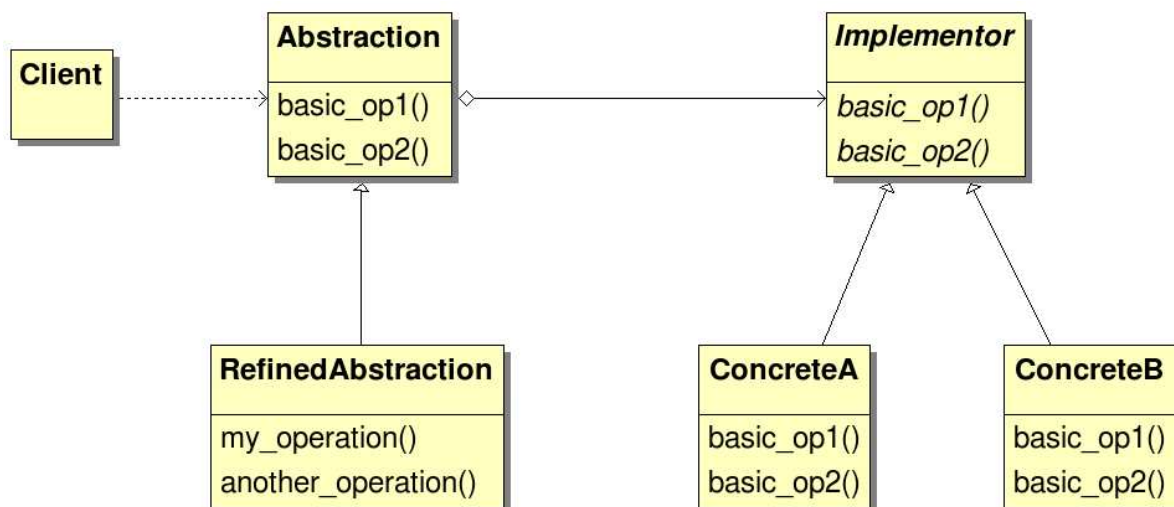 Client
Abstraction
basic_op1()
basic_op2()
Implementor
basic_op1()
basic_op2()
RefinedAbstraction
my_operation()
another_operation()
ConcreteA
basic_op1()
basic_op2()
ConcreteB
basic_op1()
basic_op2()